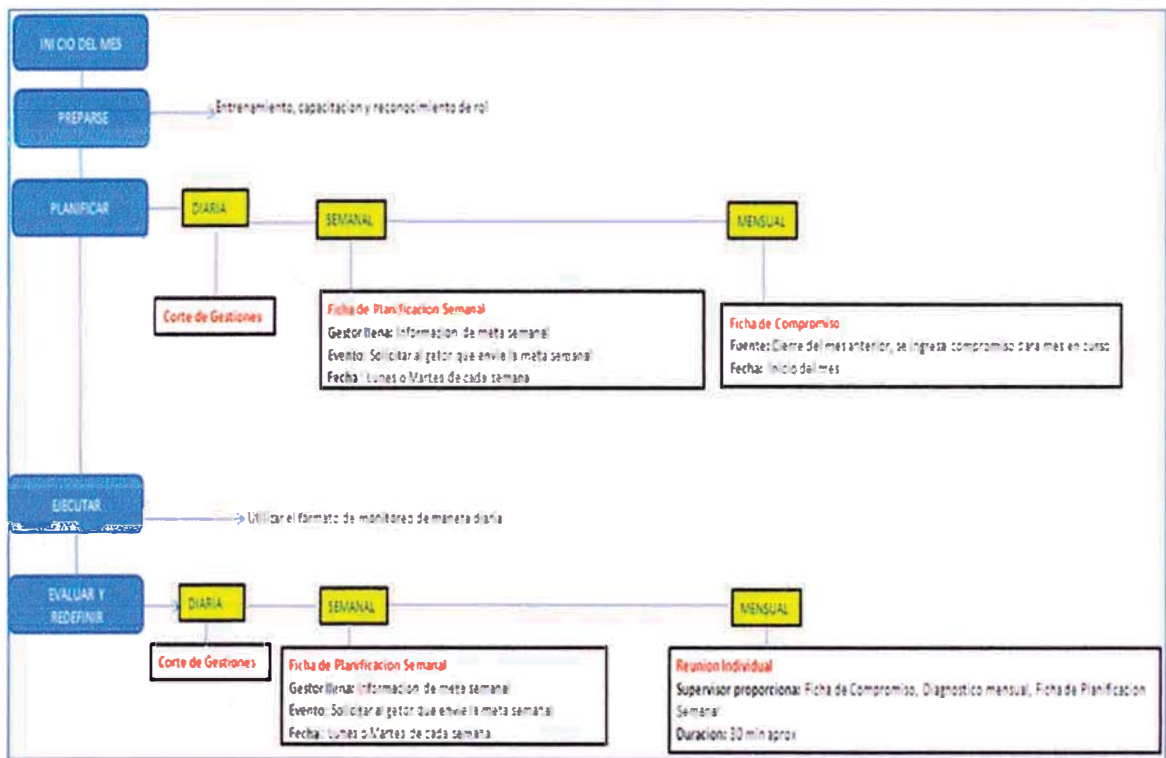 INICIO DEL MES
PREPARSE
Entrenamiento, capacitacion y reconocimiento de rol
PLANIFICAR
DIARIA
SEMANAL
MENSUAL
Corte de Gestiones
Ficha de Planificacion Semanal
Gestor llena: Informacion de meta semanal
Evento: Solicitar al getor que envie la meta semanal
Fecha: Lunes o Martes de cada semana
Ficha de Compromiso
Fuente: Cierre del mes anterior, se ingresa compromiso para mes en curso
Fecha: Inicio del mes
EJECUTAR
Utilizar el formato de monitoreo de maneta diaria
EVALUAR Y
REDEFINIR
DIARIA
SEMANAL
MENSUAL
Corte de Gestiones
Ficha de Planificacion Semanal
Gestor llena: Informacion de meta semanal
Evento: Solicitar al getor que envie la meta semanal
Fecha: Lunes o Martes de cada semana
Reunion Individual
Supervisor proporciona: Ficha de Compromiso, Diagnostico mensual, Ficha de Planificacion
Semanal
Duracion: 30 min aprox